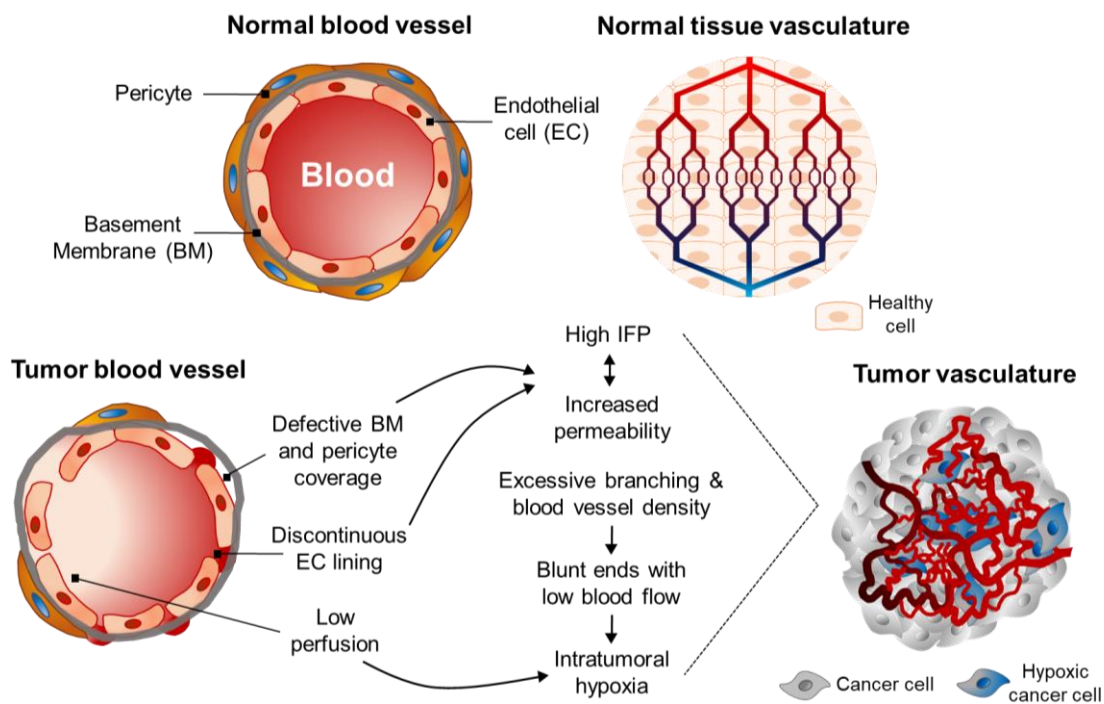 Normal blood vessel
Normal tissue vasculature
Pericyte
Endothelial
cell (EC)
Blood
Basement
Membrane (BM)
Healthy
cell
High IFP
Tumor blood vessel
Tumor vasculature
Defective BM
and pericyte
coverage
Increased
permeability
Excessive branching &
blood vessel density
Discontinuous
EC lining
Blunt ends with
low blood flow
Low
perfusion
Intratumoral
hypoxia
Cancer cell
Hypoxic
cancer cell